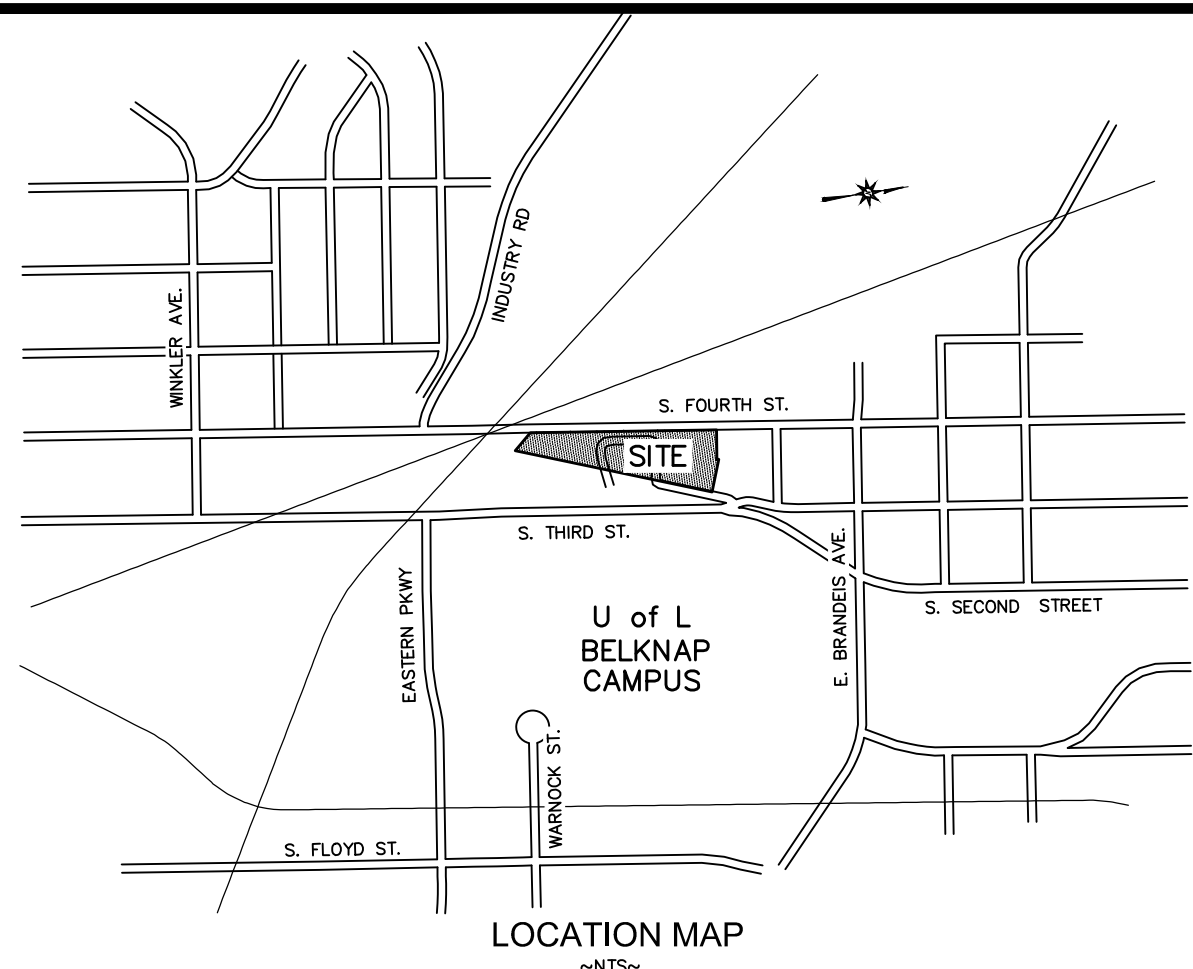 INDUSTRY RD
WINKLER AVE.
S. FOURTH ST.
SITE
S. THIRD ST.
EASTERN PKWY
U of L
BELKNAP
CAMPUS
E. BRANDEIS AVE.
S. SECOND STREET
WARNOCK ST.
S. FLOYD ST.
LOCATION MAP
~NTS~